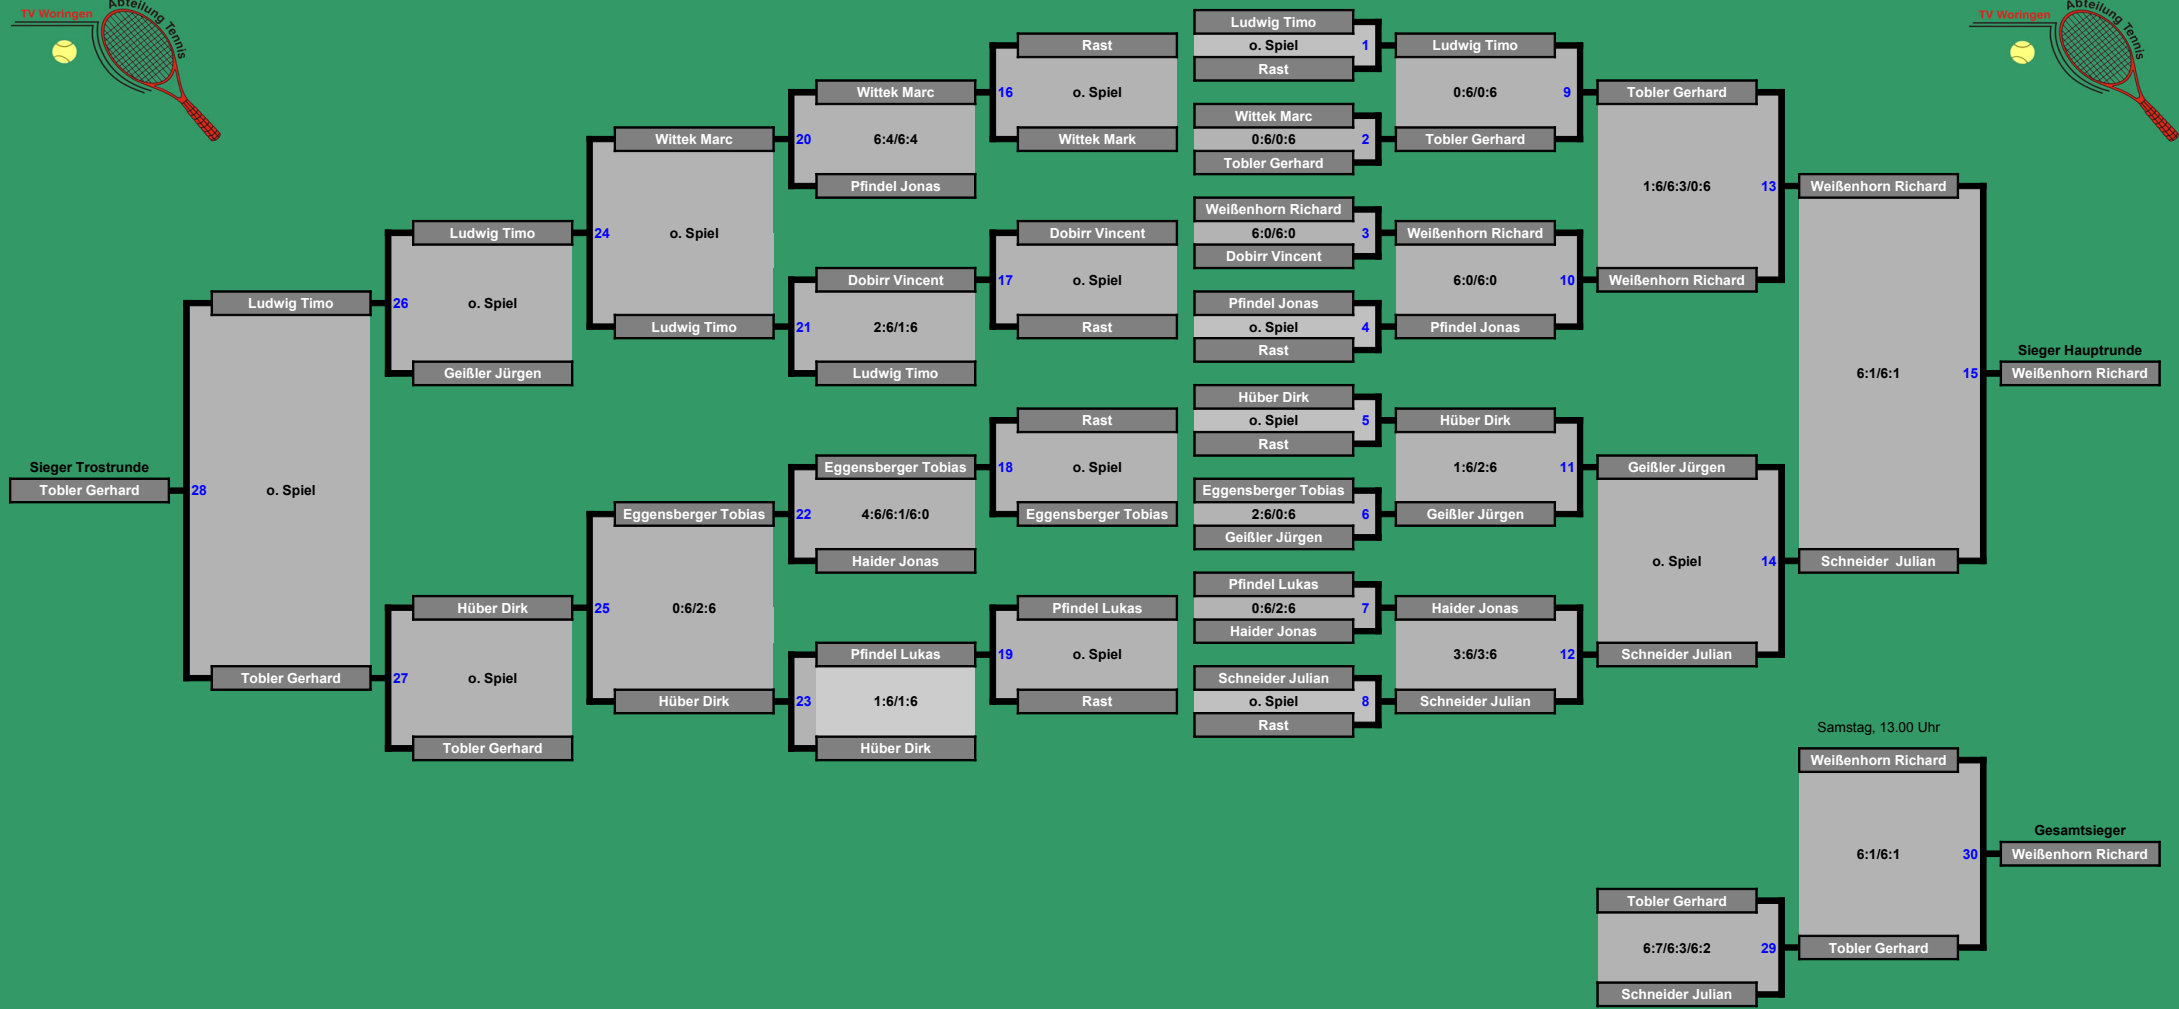 TV Woringen
Abteilung Tennis
TV Woringen
Abteilung Tennis
Sieger Trostrunde
Tobler Gerhard
28
Ludwig Timo
o. Spiel
Tobler Gerhard
26
Ludwig Timo
o. Spiel
Geißler Jürgen
27
Hüber Dirk
o. Spiel
Tobler Gerhard
24
Wittek Marc
o. Spiel
Ludwig Timo
25
Eggensberger Tobias
0:6/2:6
Hüber Dirk
20
Wittek Marc
6:4/6:4
Pfindel Jonas
21
Dobirr Vincent
2:6/1:6
Ludwig Timo
22
Eggensberger Tobias
4:6/6:1/6:0
Haider Jonas
23
Pfindel Lukas
1:6/1:6
Hüber Dirk
16
Rast
o. Spiel
Wittek Mark
17
Dobirr Vincent
o. Spiel
Rast
18
Rast
o. Spiel
Eggensberger Tobias
19
Pfindel Lukas
o. Spiel
Rast
Ludwig Timo
o. Spiel 1
Rast
Wittek Marc
0:6/0:6 2
Tobler Gerhard
Weißenhorn Richard
6:0/6:0 3
Dobirr Vincent
Pfindel Jonas
o. Spiel 4
Rast
Hüber Dirk
o. Spiel 5
Rast
Eggensberger Tobias
2:6/0:6 6
Geißler Jürgen
Pfindel Lukas
0:6/2:6 7
Haider Jonas
Schneider Julian
o. Spiel 8
Rast
Ludwig Timo
0:6/0:6 9
Tobler Gerhard
Weißenhorn Richard
6:0/6:0 10
Pfindel Jonas
Hüber Dirk
1:6/2:6 11
Geißler Jürgen
Haider Jonas
3:6/3:6 12
Schneider Julian
Tobler Gerhard
1:6/6:3/0:6 13
Weißenhorn Richard
Geißler Jürgen
o. Spiel 14
Schneider Julian
Weißenhorn Richard
6:1/6:1 15
Schneider Julian
Sieger Hauptrunde
Weißenhorn Richard
Samstag, 13.00 Uhr
Weißenhorn Richard
6:1/6:1 30
Tobler Gerhard
Gesamtsieger
Weißenhorn Richard
Tobler Gerhard
6:7/6:3/6:2 29
Schneider Julian